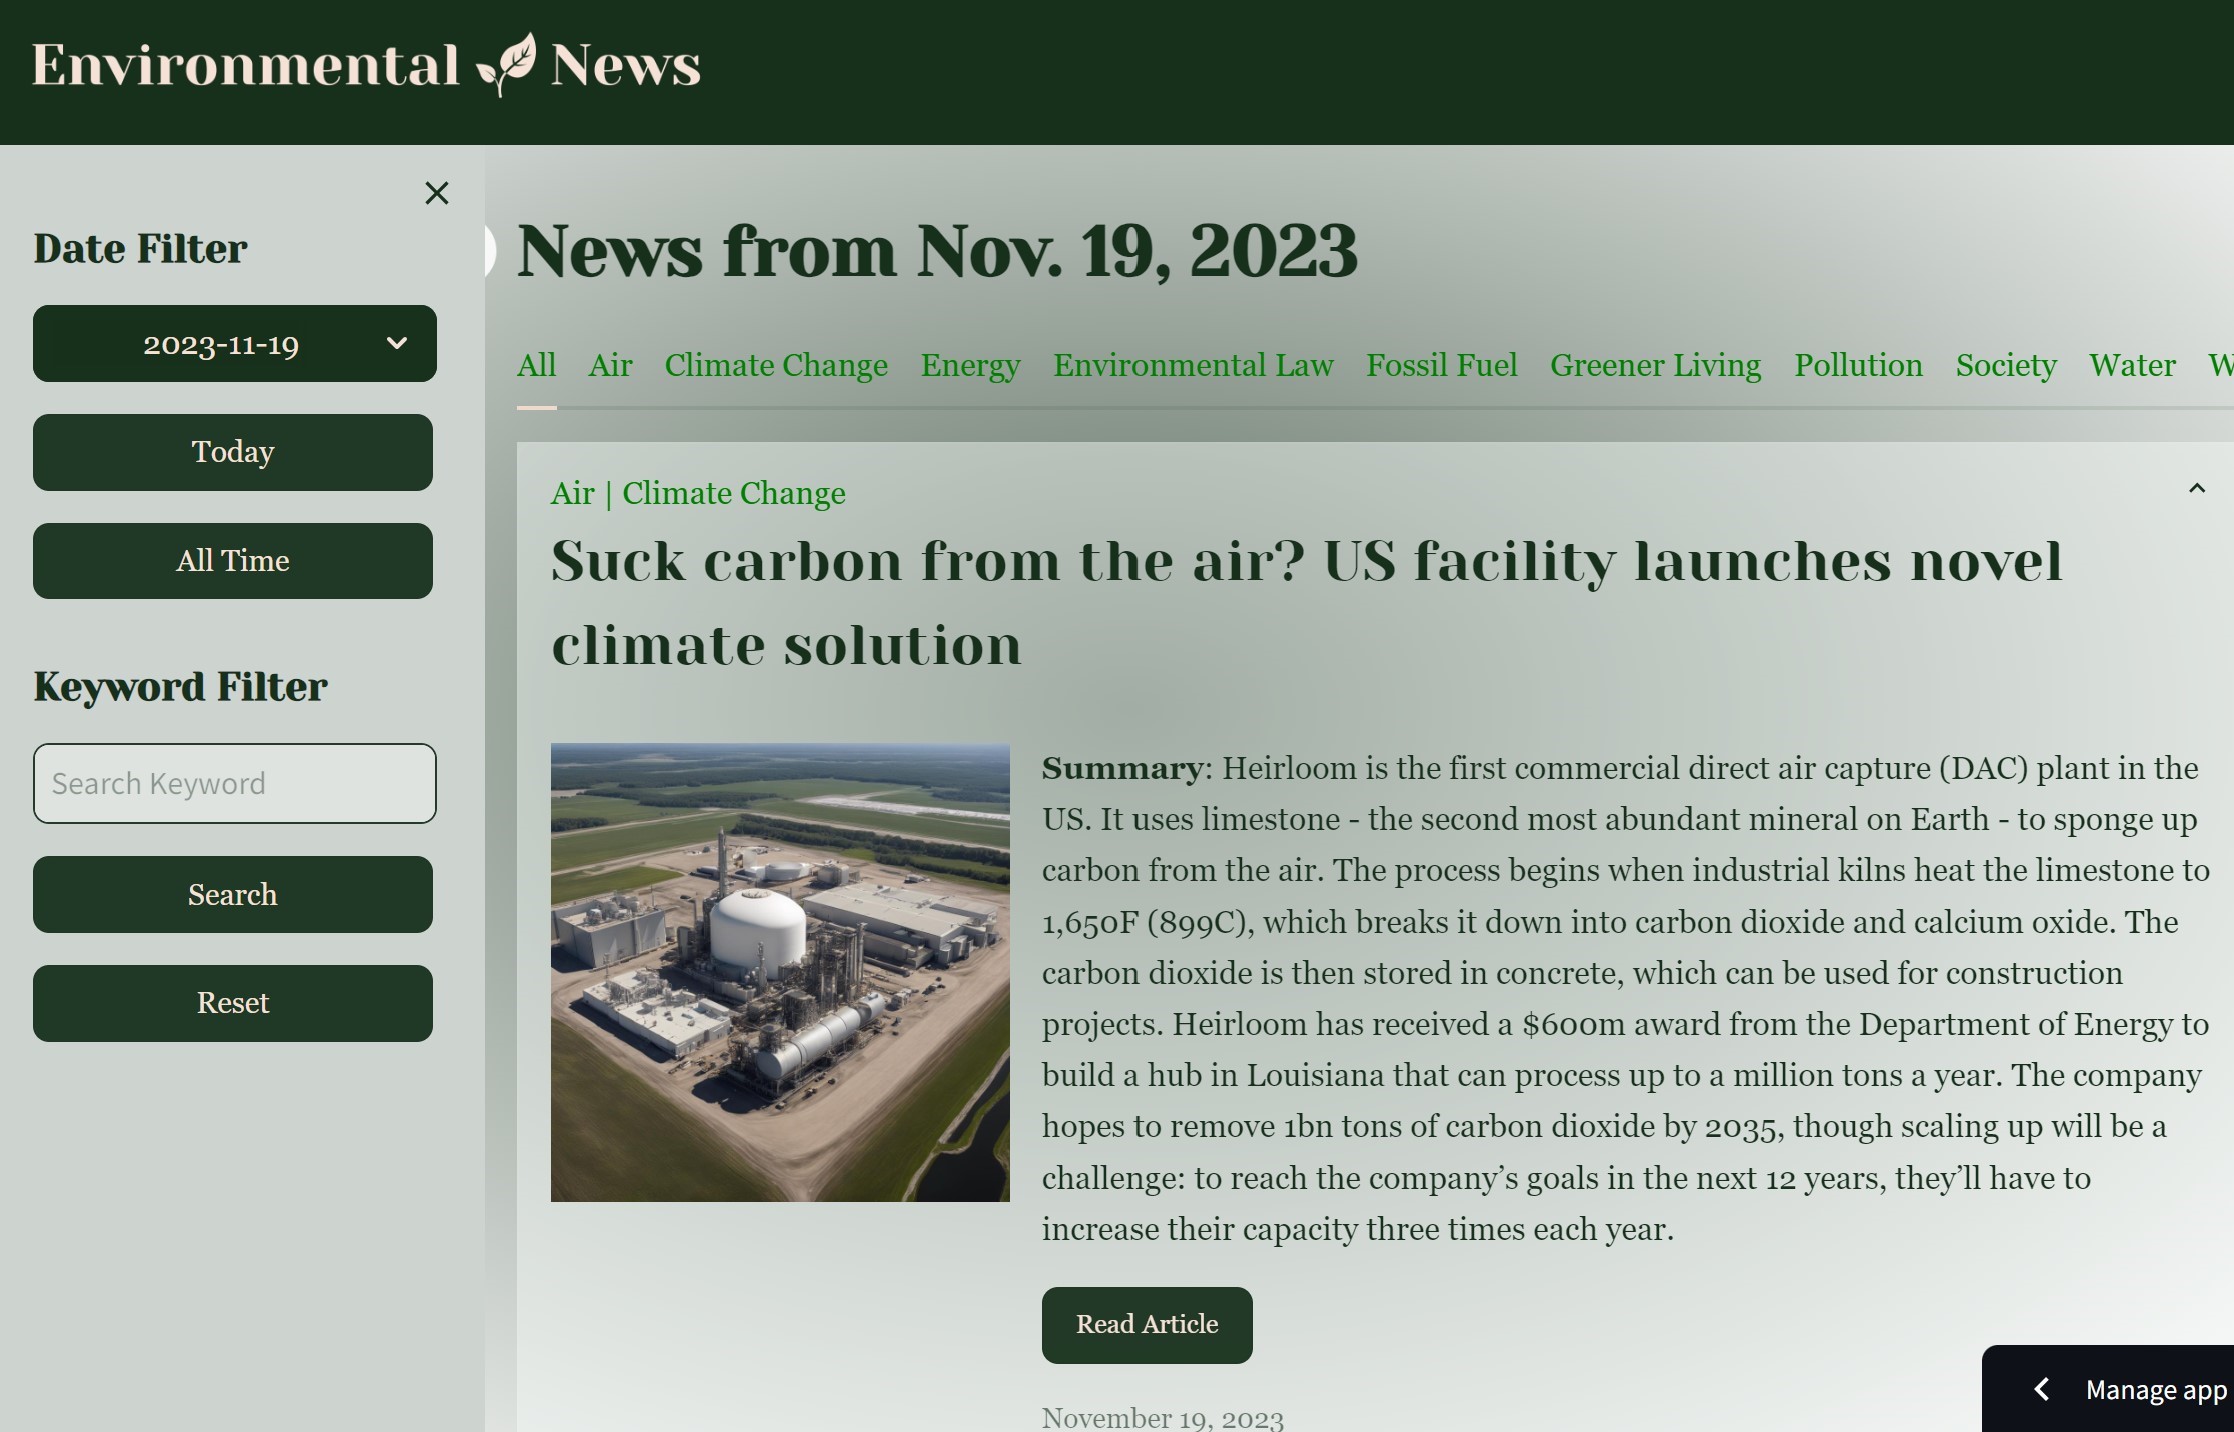 Environmental News
Date Filter
2023-11-19
Today
All Time
Keyword Filter
Search Keyword
Search
Reset
News from Nov. 19, 2023
All Air Climate Change Energy Environmental Law Fossil Fuel Greener Living Pollution Society Water
Air | Climate Change
Suck carbon from the air? US facility launches novel
climate solution
Summary: Heirloom is the first commercial direct air capture (DAC) plant in the
US. It uses limestone - the second most abundant mineral on Earth - to sponge up
carbon from the air. The process begins when industrial kilns heat the limestone to
1,650F (899C), which breaks it down into carbon dioxide and calcium oxide. The
carbon dioxide is then stored in concrete, which can be used for construction
projects. Heirloom has received a $600m award from the Department of Energy to
build a hub in Louisiana that can process up to a million tons a year. The company
hopes to remove 1bn tons of carbon dioxide by 2035, though scaling up will be a
challenge: to reach the company’s goals in the next 12 years, they’ll have to
increase their capacity three times each year.
Read Article
November 19, 2023
Manage app